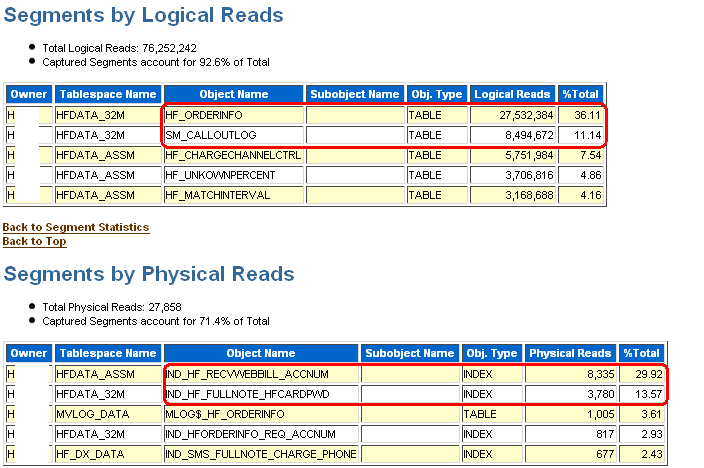 Segments by Logical Reads
Total Logical Reads: 76,252,242
Captured Segments account for 92.6% of Total
Owner Tablespace Name Object Name Subobject Name Obj. Type Logical Reads %Total
H HFDATA_32M HF_ORDERINFO TABLE 27,532,384 36.11
H HFDATA_32M SM_CALLOUTLOG TABLE 8,494,672 11.14
H HFDATA_ASSM HF_CHARGECHANNELCTRL TABLE 5,751,984 7.54
H HFDATA_ASSM HF_UNKOWNPERCENT TABLE 3,706,816 4.86
H HFDATA_ASSM HF_MATCHINTERVAL TABLE 3,168,688 4.16
Back to Segment Statistics
Back to Top
Segments by Physical Reads
Total Physical Reads: 27,858
Captured Segments account for 71.4% of Total
Owner Tablespace Name Object Name Subobject Name Obj. Type Physical Reads %Total
H HFDATA_ASSM IND_HF_RECVWEBBILL_ACCNUM INDEX 8,335 29.92
H HFDATA_32M IND_HF_FULLNOTE_HFCARDPWD INDEX 3,780 13.57
H MVLOG_DATA MLOG$_HF_ORDERINFO TABLE 1,005 3.61
H HFDATA_32M IND_HFORDERINFO_REQ_ACCNUM INDEX 817 2.93
H HF_DX_DATA IND_SMS_FULLNOTE_CHARGE_PHONE INDEX 677 2.43